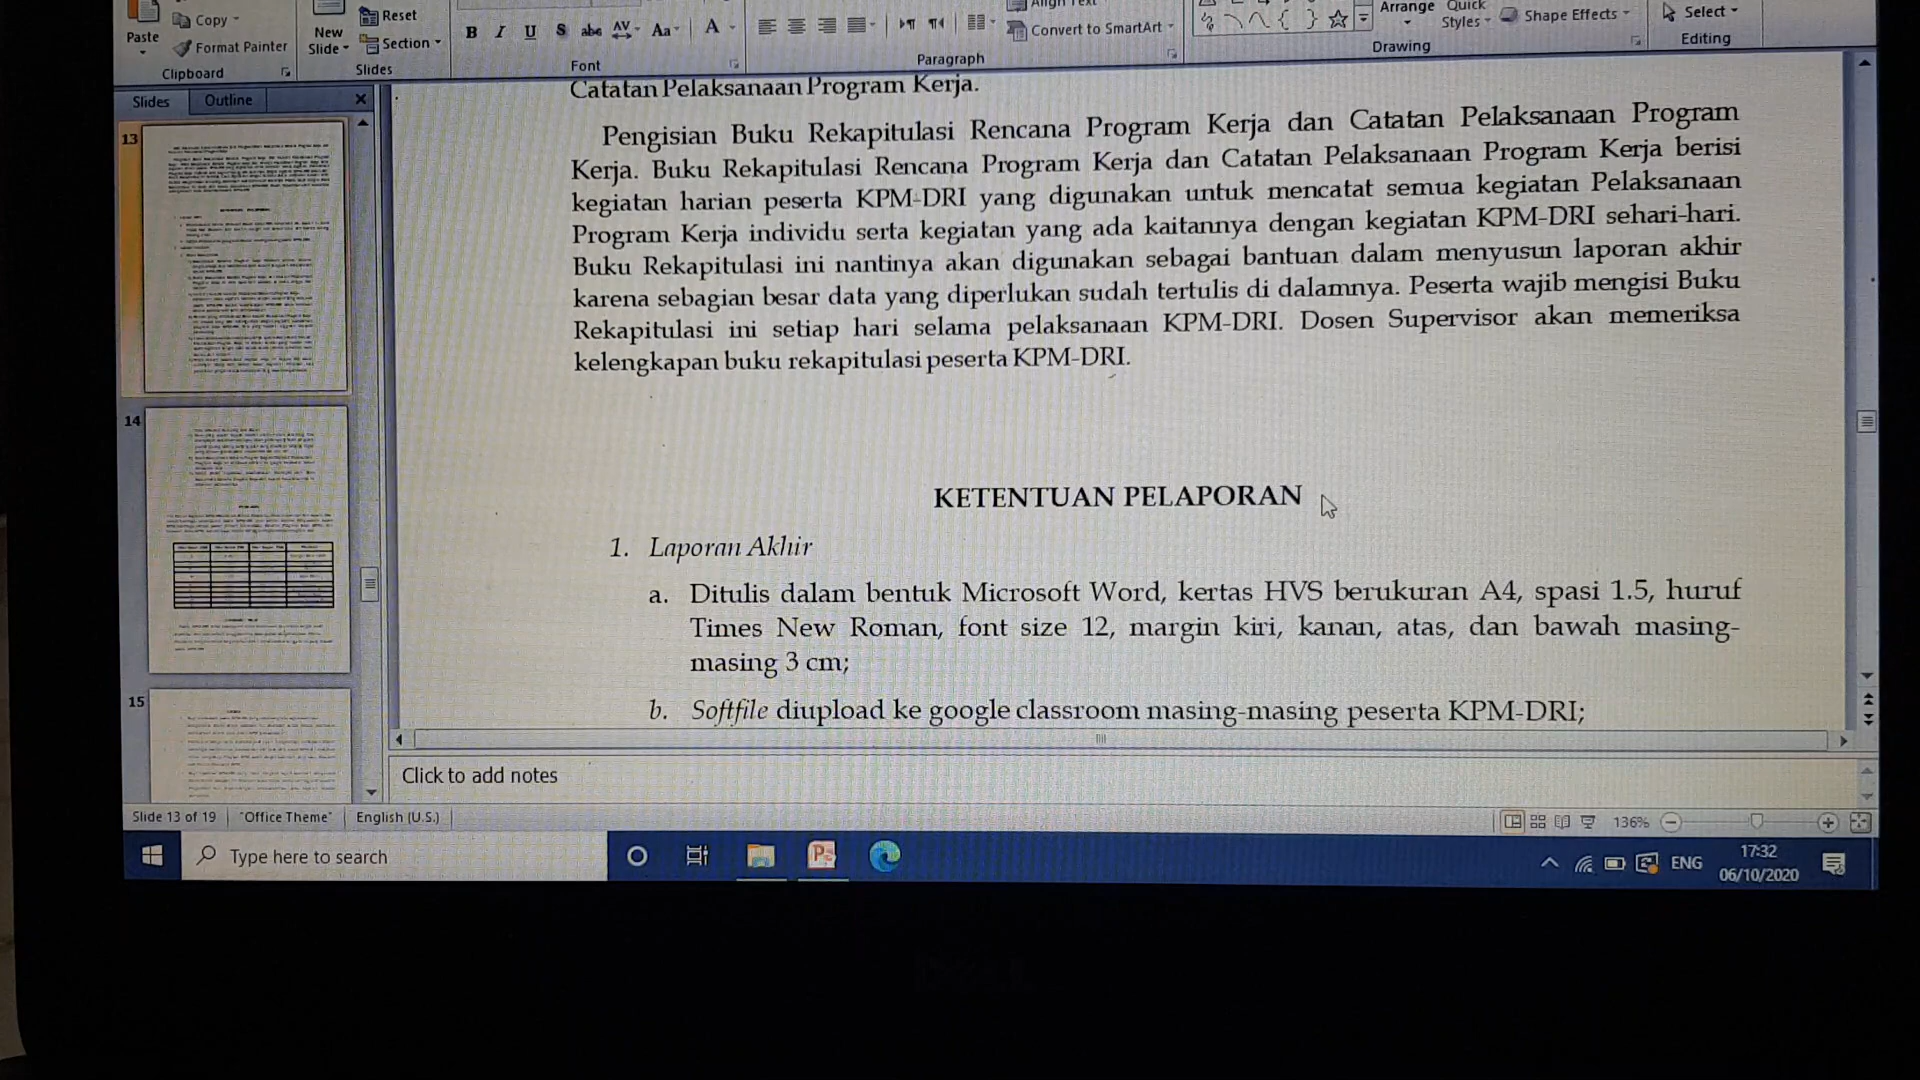 Paste
Copy
Format Painter
Clipboard
New
Slide
Reset
Section
Slides
B I U S abc AV Aa A
Font
Align Text
Convert to SmartArt
Paragraph
Arrange
Quick
Styles
Shape Effects
Drawing
Select
Editing
Slides
Outline
13
14
15
Catatan Pelaksanaan Program Kerja.
Pengisian Buku Rekapitulasi Rencana Program Kerja dan Catatan Pelaksanaan Program
Kerja. Buku Rekapitulasi Rencana Program Kerja dan Catatan Pelaksanaan Program Kerja berisi
kegiatan harian peserta KPM-DRI yang digunakan untuk mencatat semua kegiatan Pelaksanaan
Program Kerja individu serta kegiatan yang ada kaitannya dengan kegiatan KPM-DRI sehari-hari.
Buku Rekapitulasi ini nantinya akan digunakan sebagai bantuan dalam menyusun laporan akhir
karena sebagian besar data yang diperlukan sudah tertulis di dalamnya. Peserta wajib mengisi Buku
Rekapitulasi ini setiap hari selama pelaksanaan KPM-DRI. Dosen Supervisor akan memeriksa
kelengkapan buku rekapitulasi peserta KPM-DRI.
KETENTUAN PELAPORAN
1. Laporan Akhir
a. Ditulis dalam bentuk Microsoft Word, kertas HVS berukuran A4, spasi 1.5, huruf
Times New Roman, font size 12, margin kiri, kanan, atas, dan bawah masing-
masing 3 cm;
b. Softfile diupload ke google classroom masing-masing peserta KPM-DRI;
Click to add notes
Slide 13 of 19
"Office Theme"
English (U.S.)
136%
Type here to search
ENG
17:32
06/10/2020